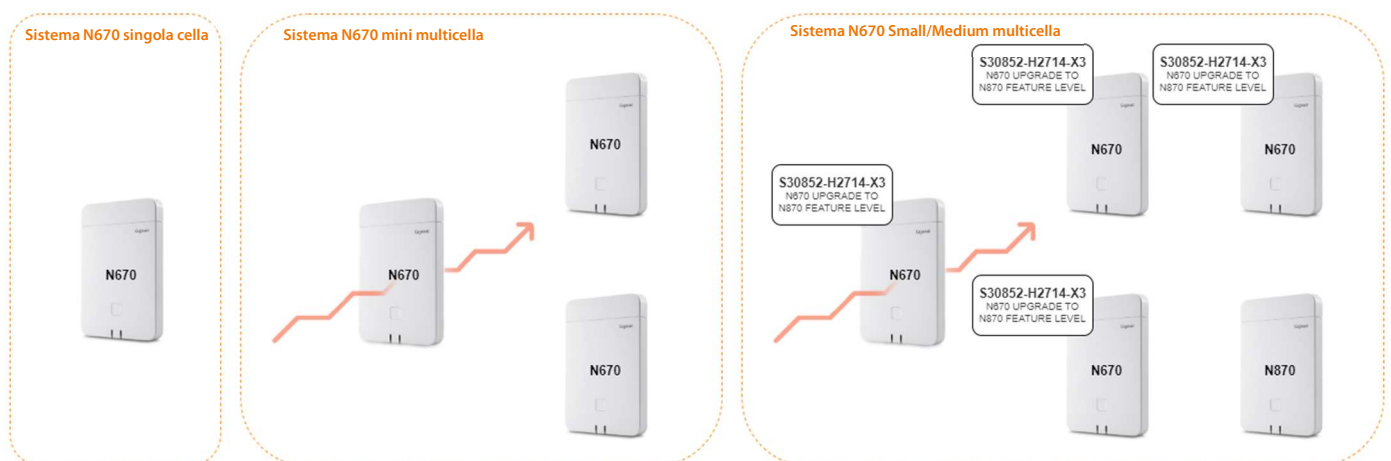 Sistema N670 singola cella
N670
Sistema N670 mini multicella
N670
Gigaset
N670
N670
Sistema N670 Small/Medium multicella
S30852-H2714-X3
N670 UPGRADE TO
N870 FEATURE LEVEL
N670
S30852-H2714-X3
N670 UPGRADE TO
N870 FEATURE LEVEL
N670
S30852-H2714-X3
N670 UPGRADE TO
N870 FEATURE LEVEL
N670
S30852-H2714-X3
N670 UPGRADE TO
N870 FEATURE LEVEL
N670
N870